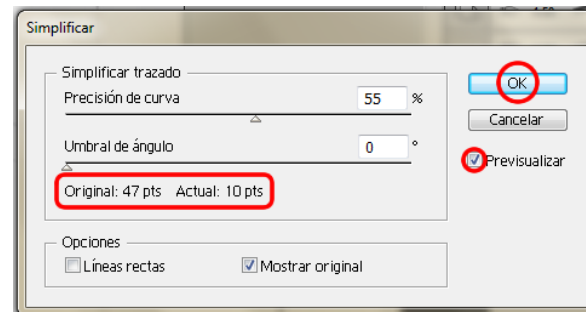 Simplificar
Simplificar trazado
Precisión de curva 55 %
Umbral de ángulo 0 °
Original: 47 pts Actual: 10 pts
Opciones
Líneas rectas Mostrar original
OK
Cancelar
Previsualizar